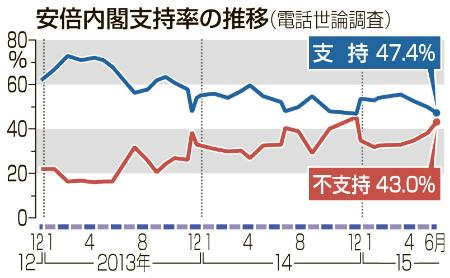 安倍内閣支持率の推移(電話世論調査)
80
%
60
40
20
0
支 持 47.4%
不支持 43.0%
12 1 4 8 12 1 4 8 12 1 4 6月
12 2013年 14 15